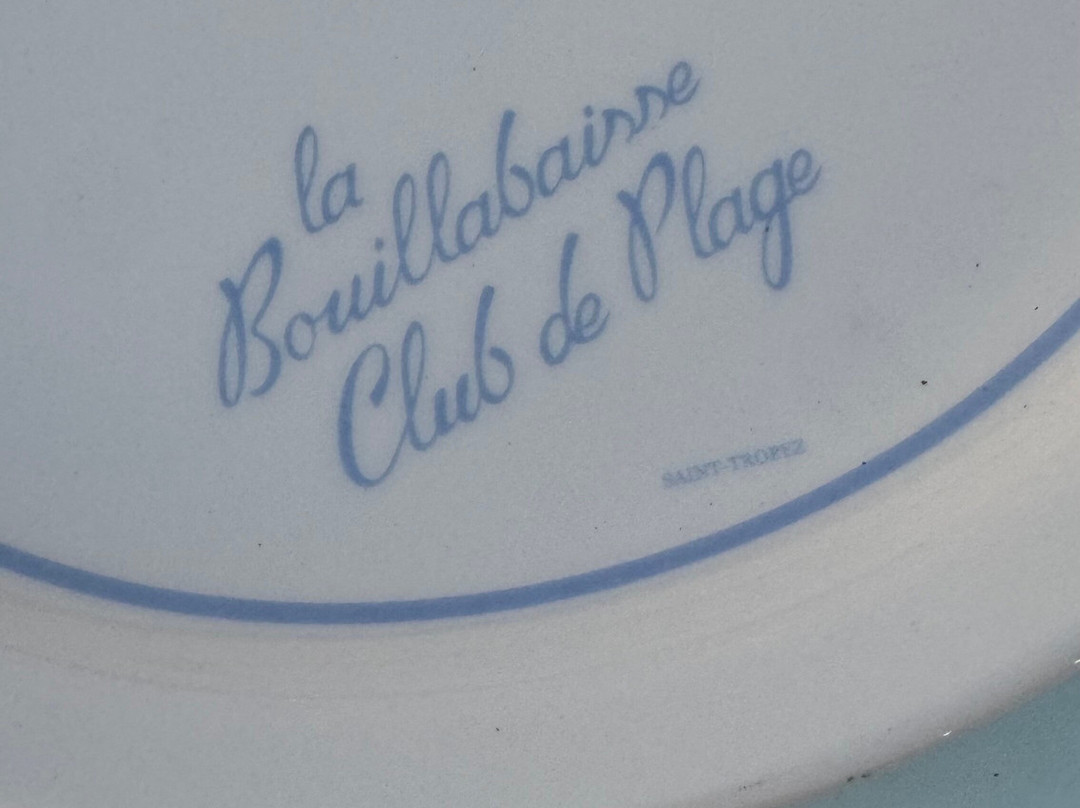 la
Bouillabaisse
Club de Plage
SAINT-TROPEZ